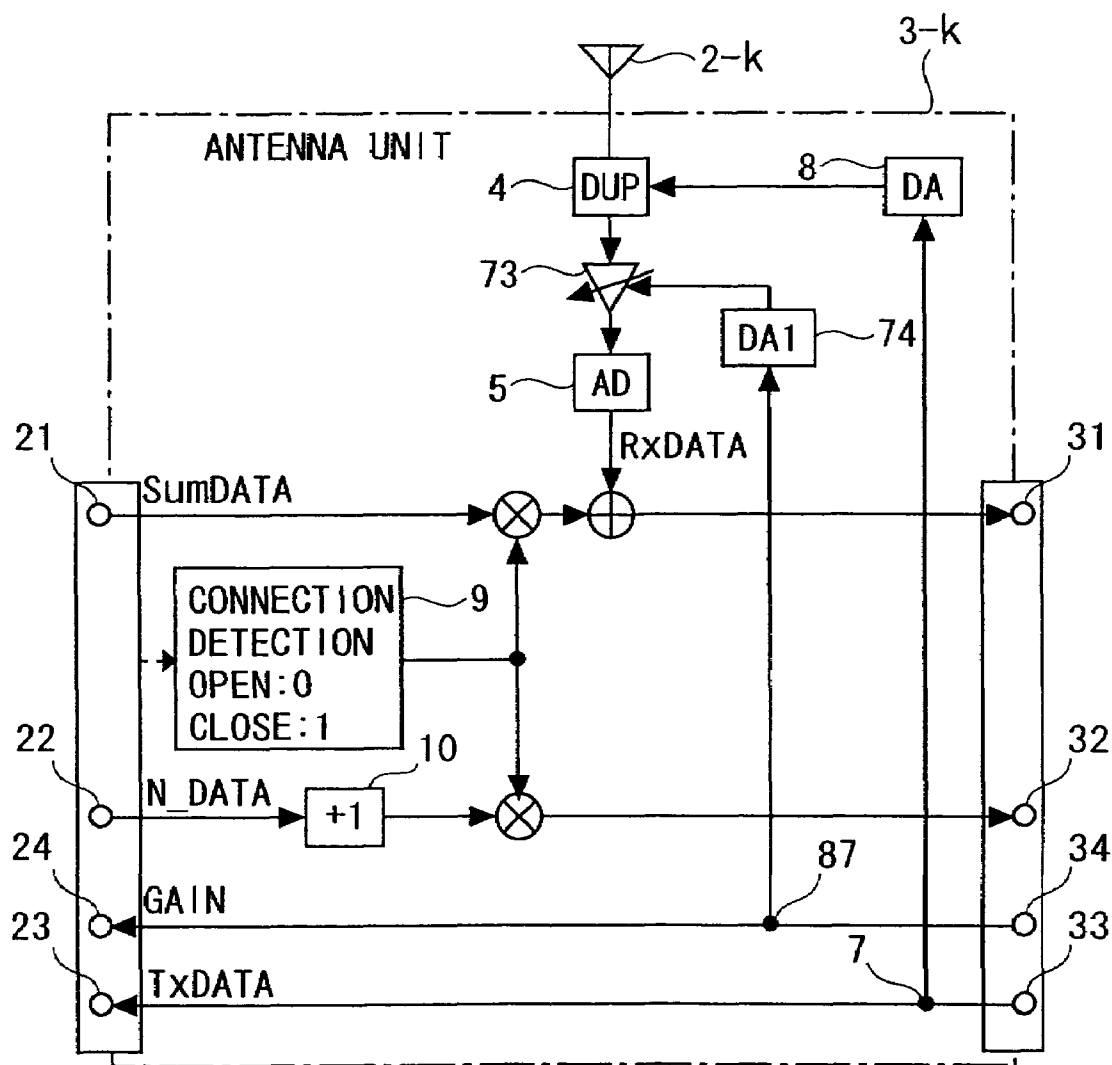 3-k
2-k
ANTENNA UNIT
8
4
DUP
DA
73
DA1
74
5
AD
21
RxDATA
31
SumDATA
CONNECTION
DETECTION
OPEN:0
CLOSE:1
9
22
10
32
N_DATA
+1
24
87
34
GAIN
23
7
33
TxDATA